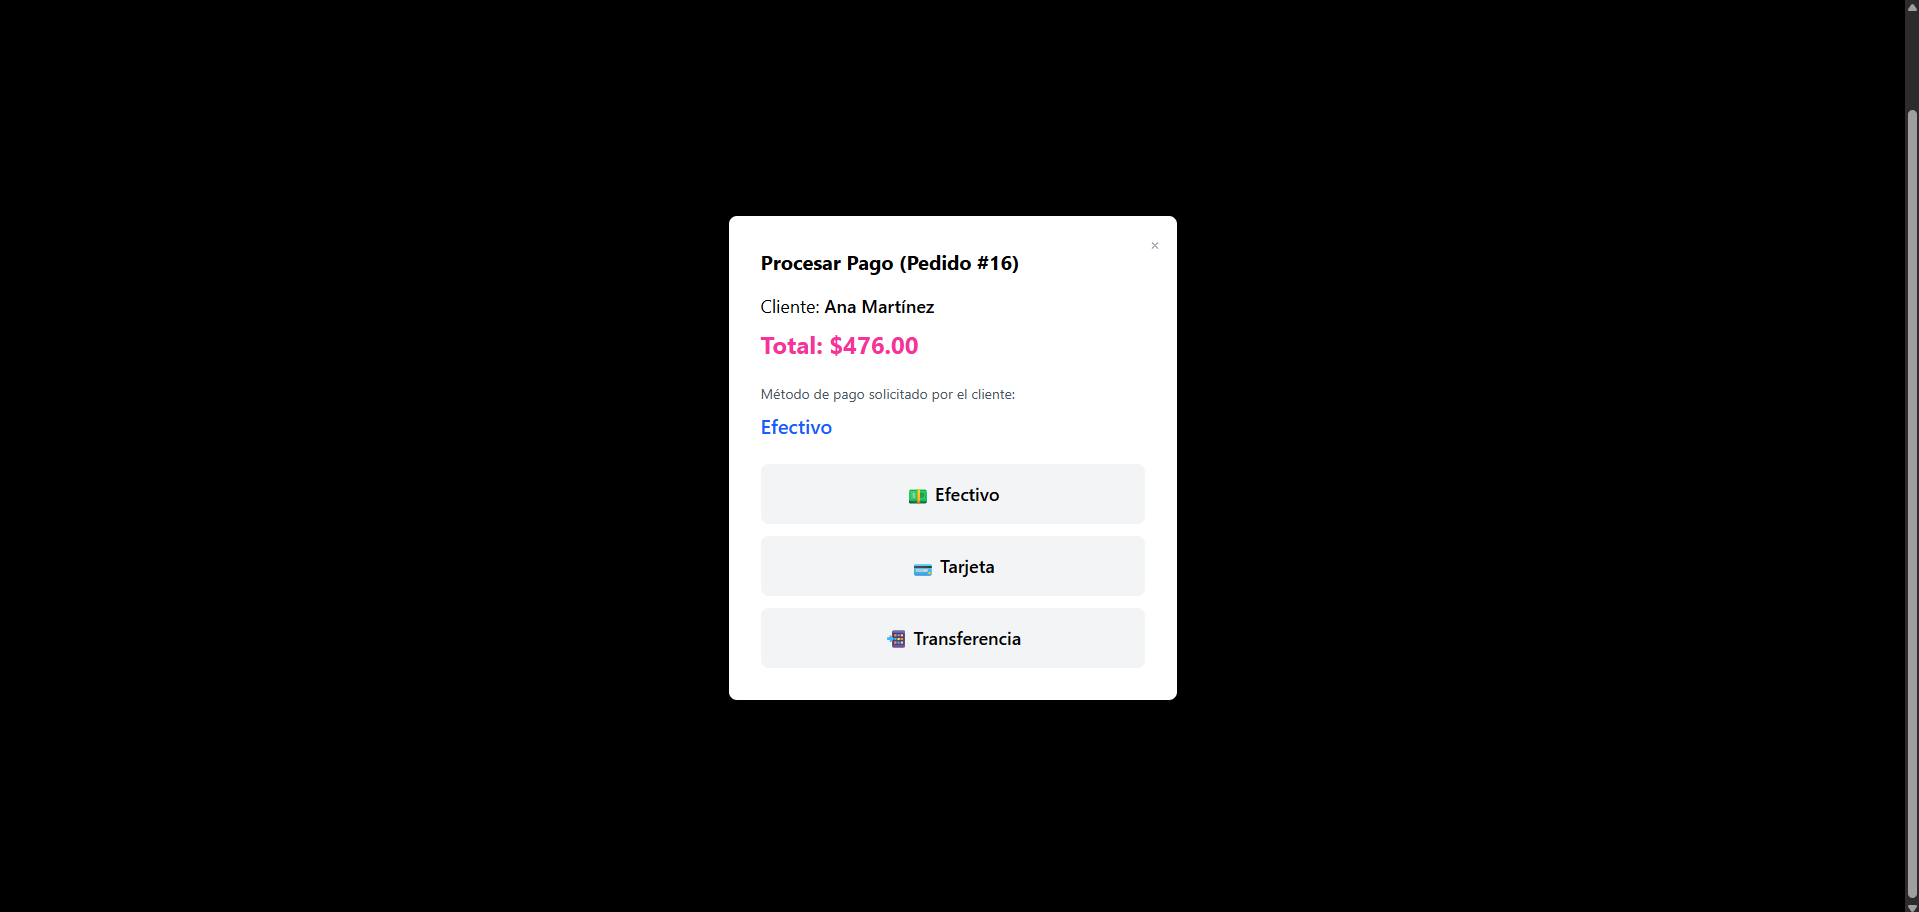 ×
Procesar Pago (Pedido #16)
Cliente: Ana Martínez
Total: $476.00
Método de pago solicitado por el cliente:
Efectivo
💵 Efectivo
💳 Tarjeta
📲 Transferencia